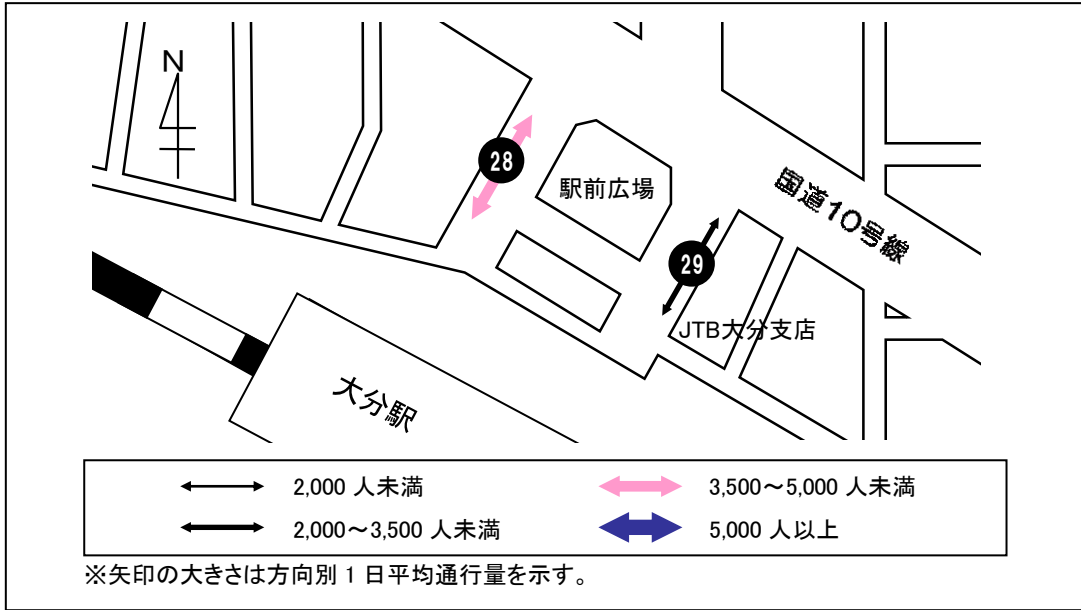 N
28
駅前広場
国道10号線
29
JTB大分支店
大分駅
2,000 人未満
3,500～5,000 人未満
2,000～3,500 人未満
5,000 人以上
※矢印の大きさは方向別 1 日平均通行量を示す。